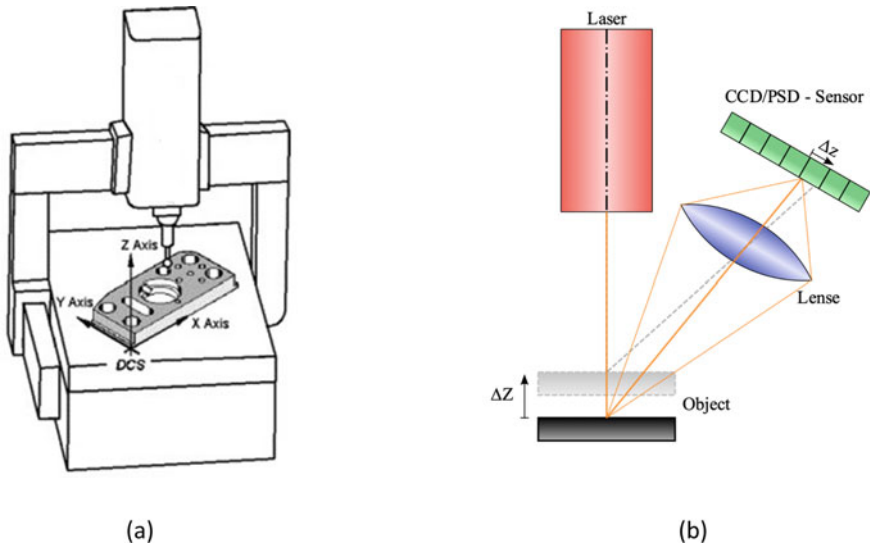 Z Axis
Y Axis
X Axis
DCS
(a)
Laser
CCD/PSD - Sensor
Δz
Lense
ΔZ
Object
(b)